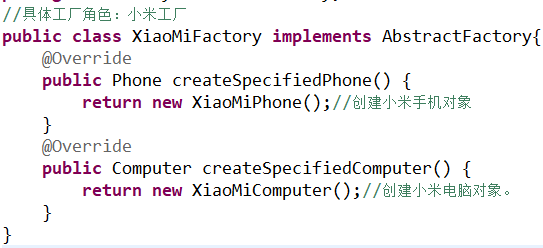 //具体工厂角色：小米工厂
public class XiaoMiFactory implements AbstractFactory{
@Override
public Phone createSpecifiedPhone() {
return new XiaoMiPhone();//创建小米手机对象
}
@Override
public Computer createSpecifiedComputer() {
return new XiaoMiComputer();//创建小米电脑对象。
}
}